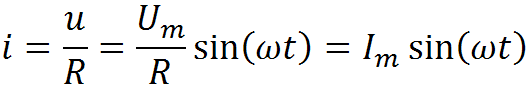 i = u/R = U_m/R sin(ωt) = I_m sin(ωt)